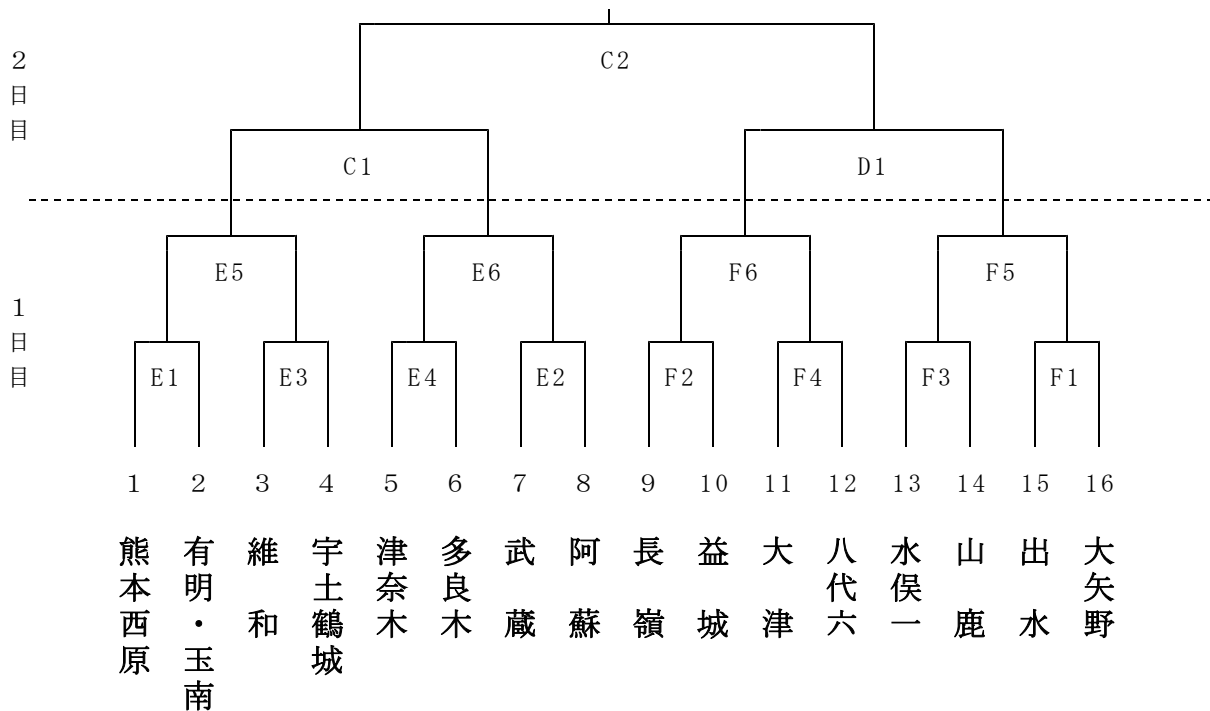 2日目
C2
C1
D1
1日目
E5
E6
F6
F5
E1
E3
E4
E2
F2
F4
F3
F1
1
2
3
4
5
6
7
8
9
10
11
12
13
14
15
16
熊本西原
有明・玉南
維和
宇土鶴城
津奈木
多良木
武蔵
阿蘇
長嶺
益城
大津
八代六
水俣一
山鹿
出水
大矢野